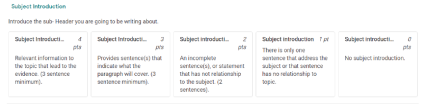 Subject Introduction
Introduce the sub- Header you are going to be writing about.
Subject Introducti... 4 pts
Relevant information to
the topic that lead to the
evidence. (3 sentence
minimum).
Subject Introducti... 3 pts
Provides sentence(s) that
indicate what the
paragraph will cover. (3
sentence minimum).
Subject introducti... 2 pts
An incomplete
sentence(s), or statement
that has not relationship
to the subject. (2
sentences).
Subject introduction 1 pt
There is only one
sentence that address the
subject or that sentence
has no relationship to
topic.
Subject introducti... 0 pts
No subject introduction.